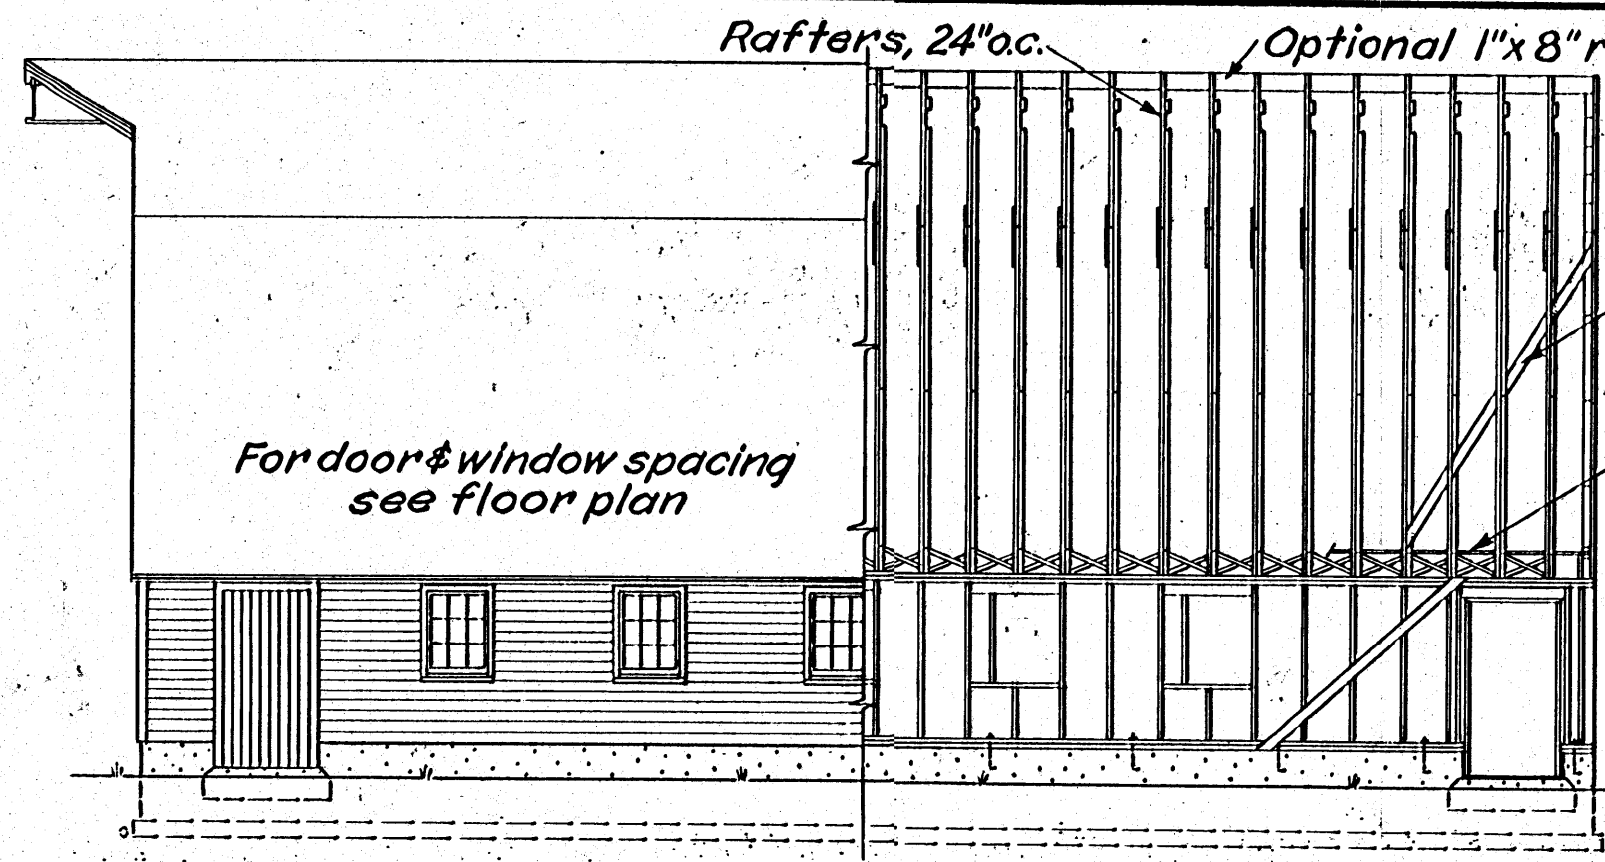 Rafters, 24"o.c.
Optional 1"x 8"
For door & window spacing
see floor plan